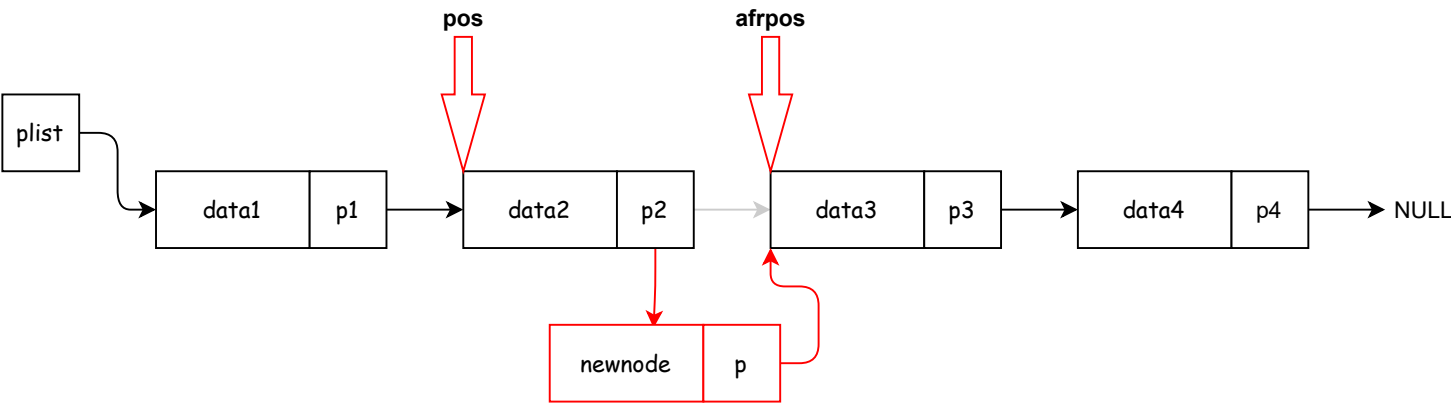 pos
afrpos
plist
data1
p1
data2
p2
data3
p3
data4
p4
NULL
newnode
p